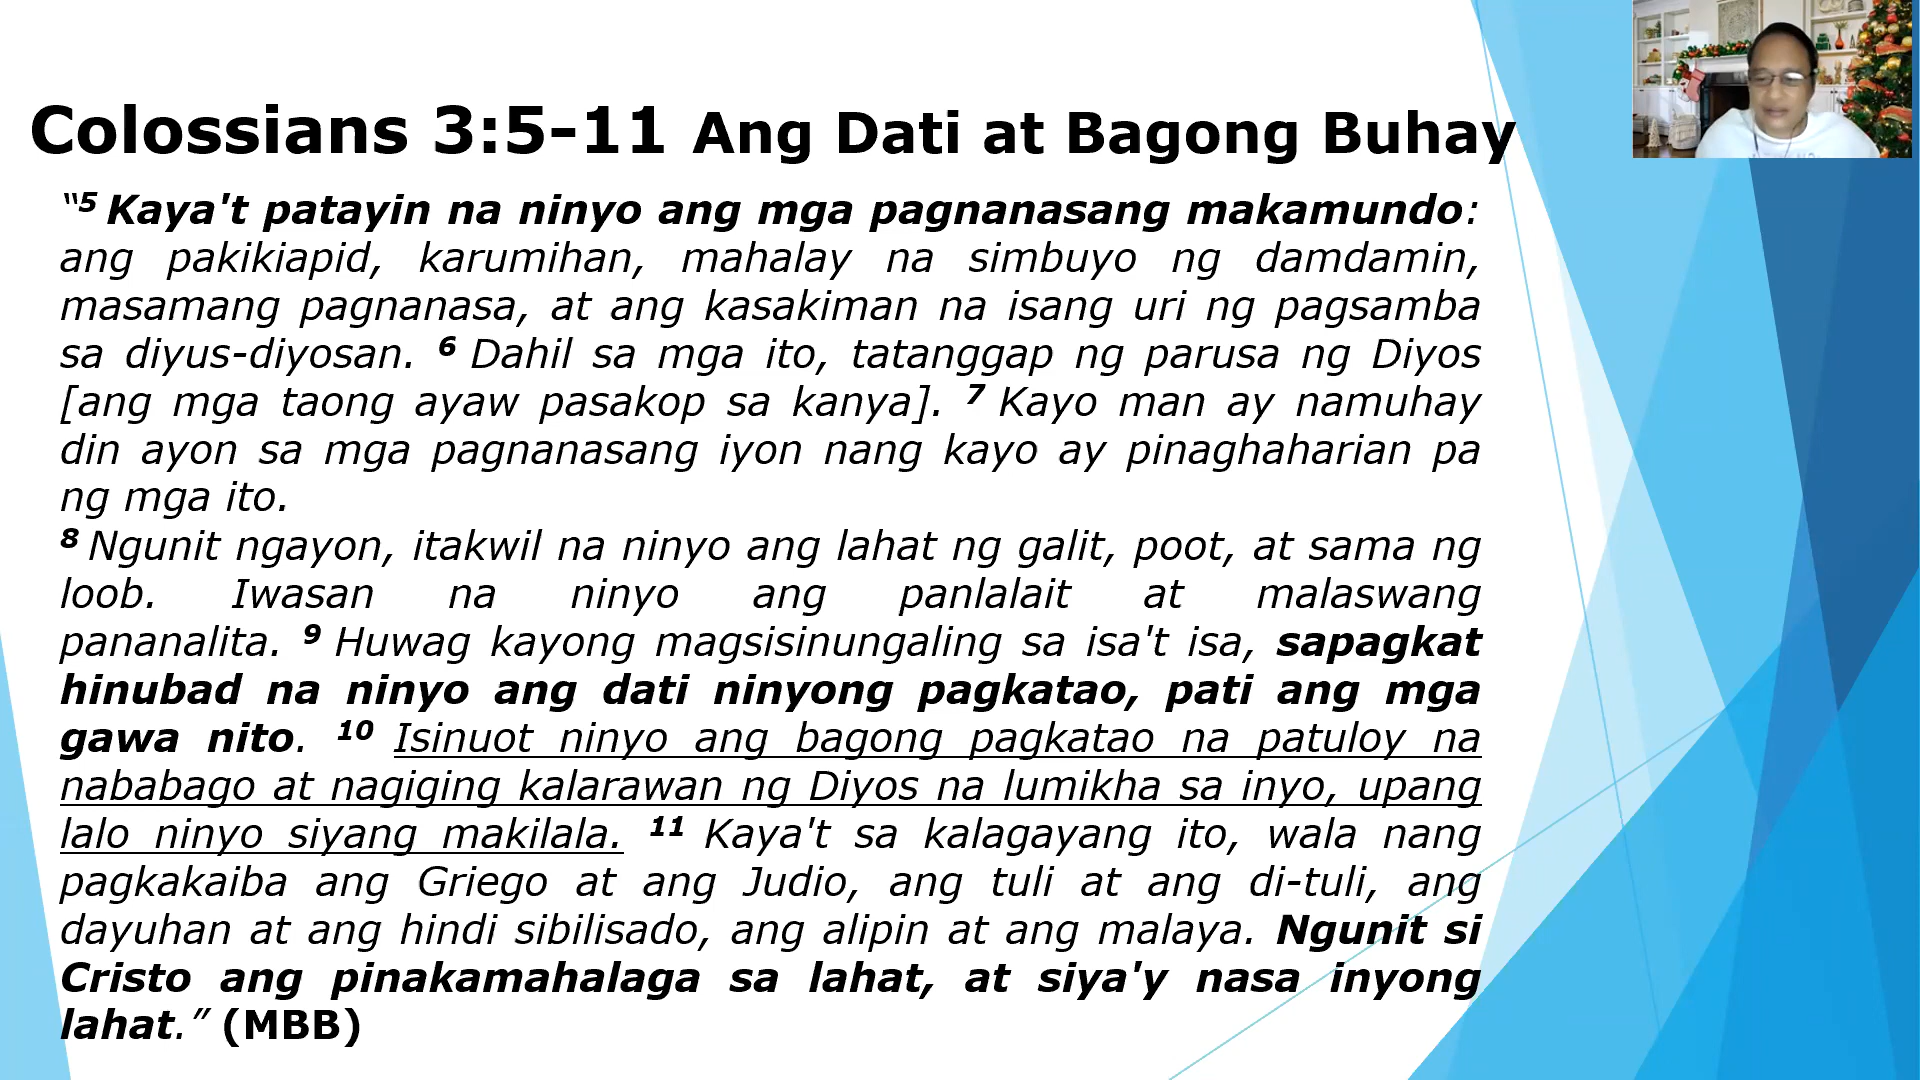 Colossians 3:5-11 Ang Dati at Bagong Buhay
“5 Kaya't patayin na ninyo ang mga pagnanasang makamundo:
ang pakikiapid, karumihan, mahalay na simbuyo ng damdamin,
masamang pagnanasa, at ang kasakiman na isang uri ng pagsamba
sa diyus-diyosan. 6 Dahil sa mga ito, tatanggap ng parusa ng Diyos
[ang mga taong ayaw pasakop sa kanya]. 7 Kayo man ay namuhay
din ayon sa mga pagnanasang iyon nang kayo ay pinaghaharian pa
ng mga ito.
8 Ngunit ngayon, itakwil na ninyo ang lahat ng galit, poot, at sama ng
loob. Iwasan na ninyo ang panlalait at malaswang
pananalita. 9 Huwag kayong magsisinungaling sa isa't isa, sapagkat
hinubad na ninyo ang dati ninyong pagkatao, pati ang mga
gawa nito. 10 Isinuot ninyo ang bagong pagkatao na patuloy na
nababago at nagiging kalarawan ng Diyos na lumikha sa inyo, upang
lalo ninyo siyang makilala. 11 Kaya't sa kalagayang ito, wala nang
pagkakaiba ang Griego at ang Judio, ang tuli at ang di-tuli, ang
dayuhan at ang hindi sibilisado, ang alipin at ang malaya. Ngunit si
Cristo ang pinakamahalaga sa lahat, at siya'y nasa inyong
lahat.” (MBB)